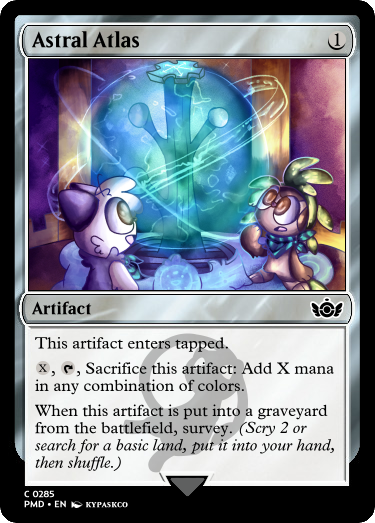 Astral Atlas 1
Artifact
This artifact enters tapped.
X, T, Sacrifice this artifact: Add X mana
in any combination of colors.
When this artifact is put into a graveyard
from the battlefield, survey. (Scry 2 or
search for a basic land, put it into your hand,
then shuffle.)
C 0285
PMD • EN KYPASKCO